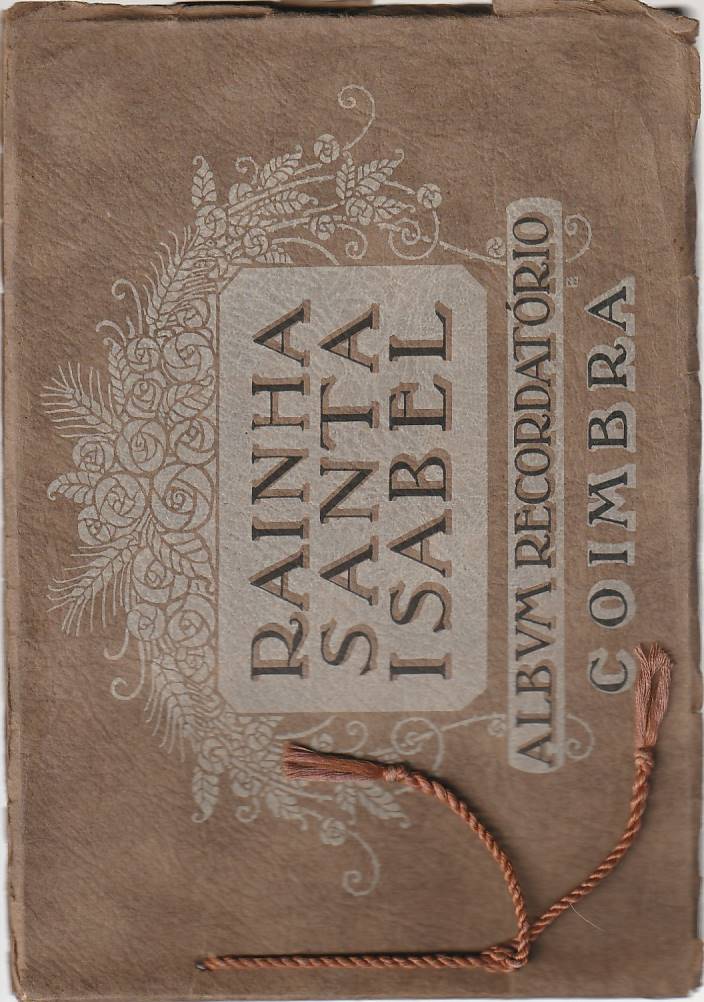 RAINHA
SANTA
ISABEL
ALBVM RECORDATÓRIO
COIMBRA